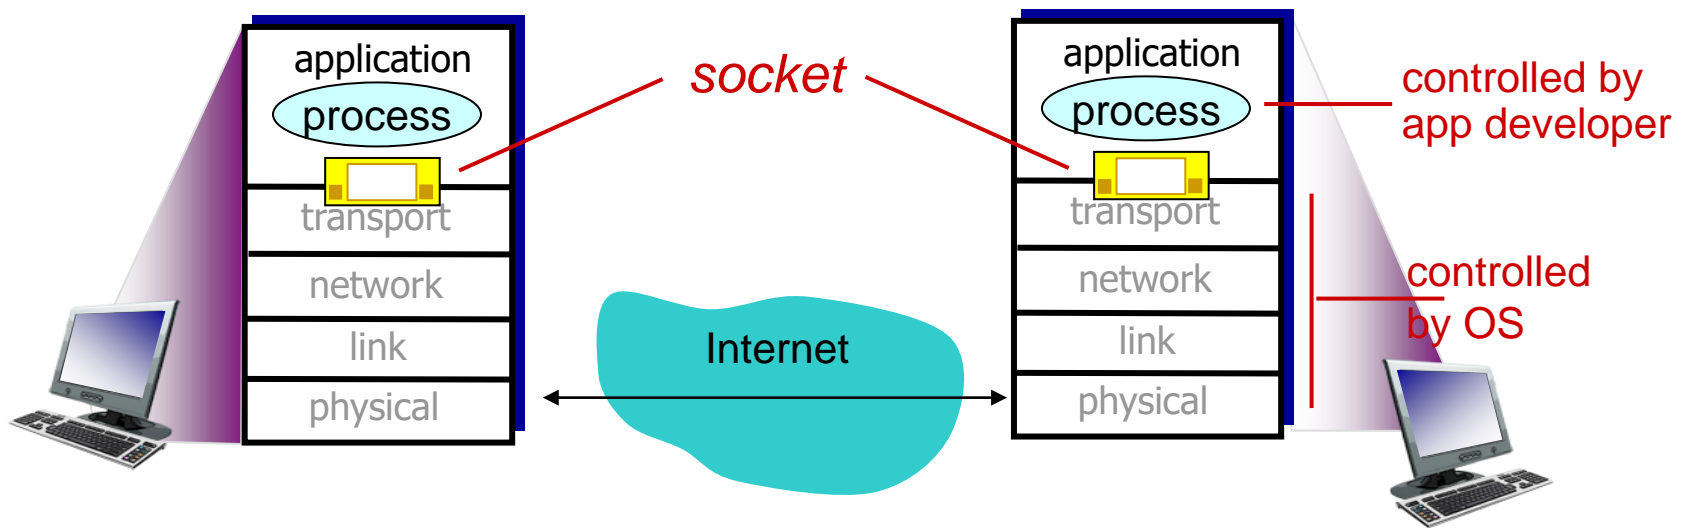 application
process
transport
network
link
physical
socket
Internet
application
process
transport
network
link
physical
controlled by
app developer
controlled
by OS